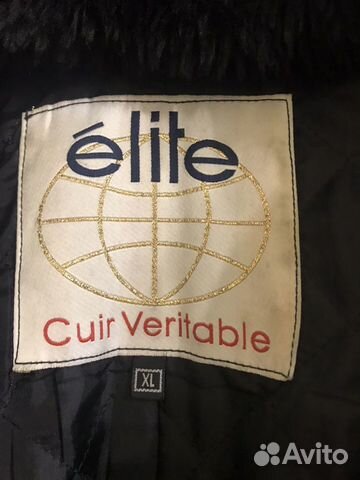 élite
Cuir Veritable
XL
Avito